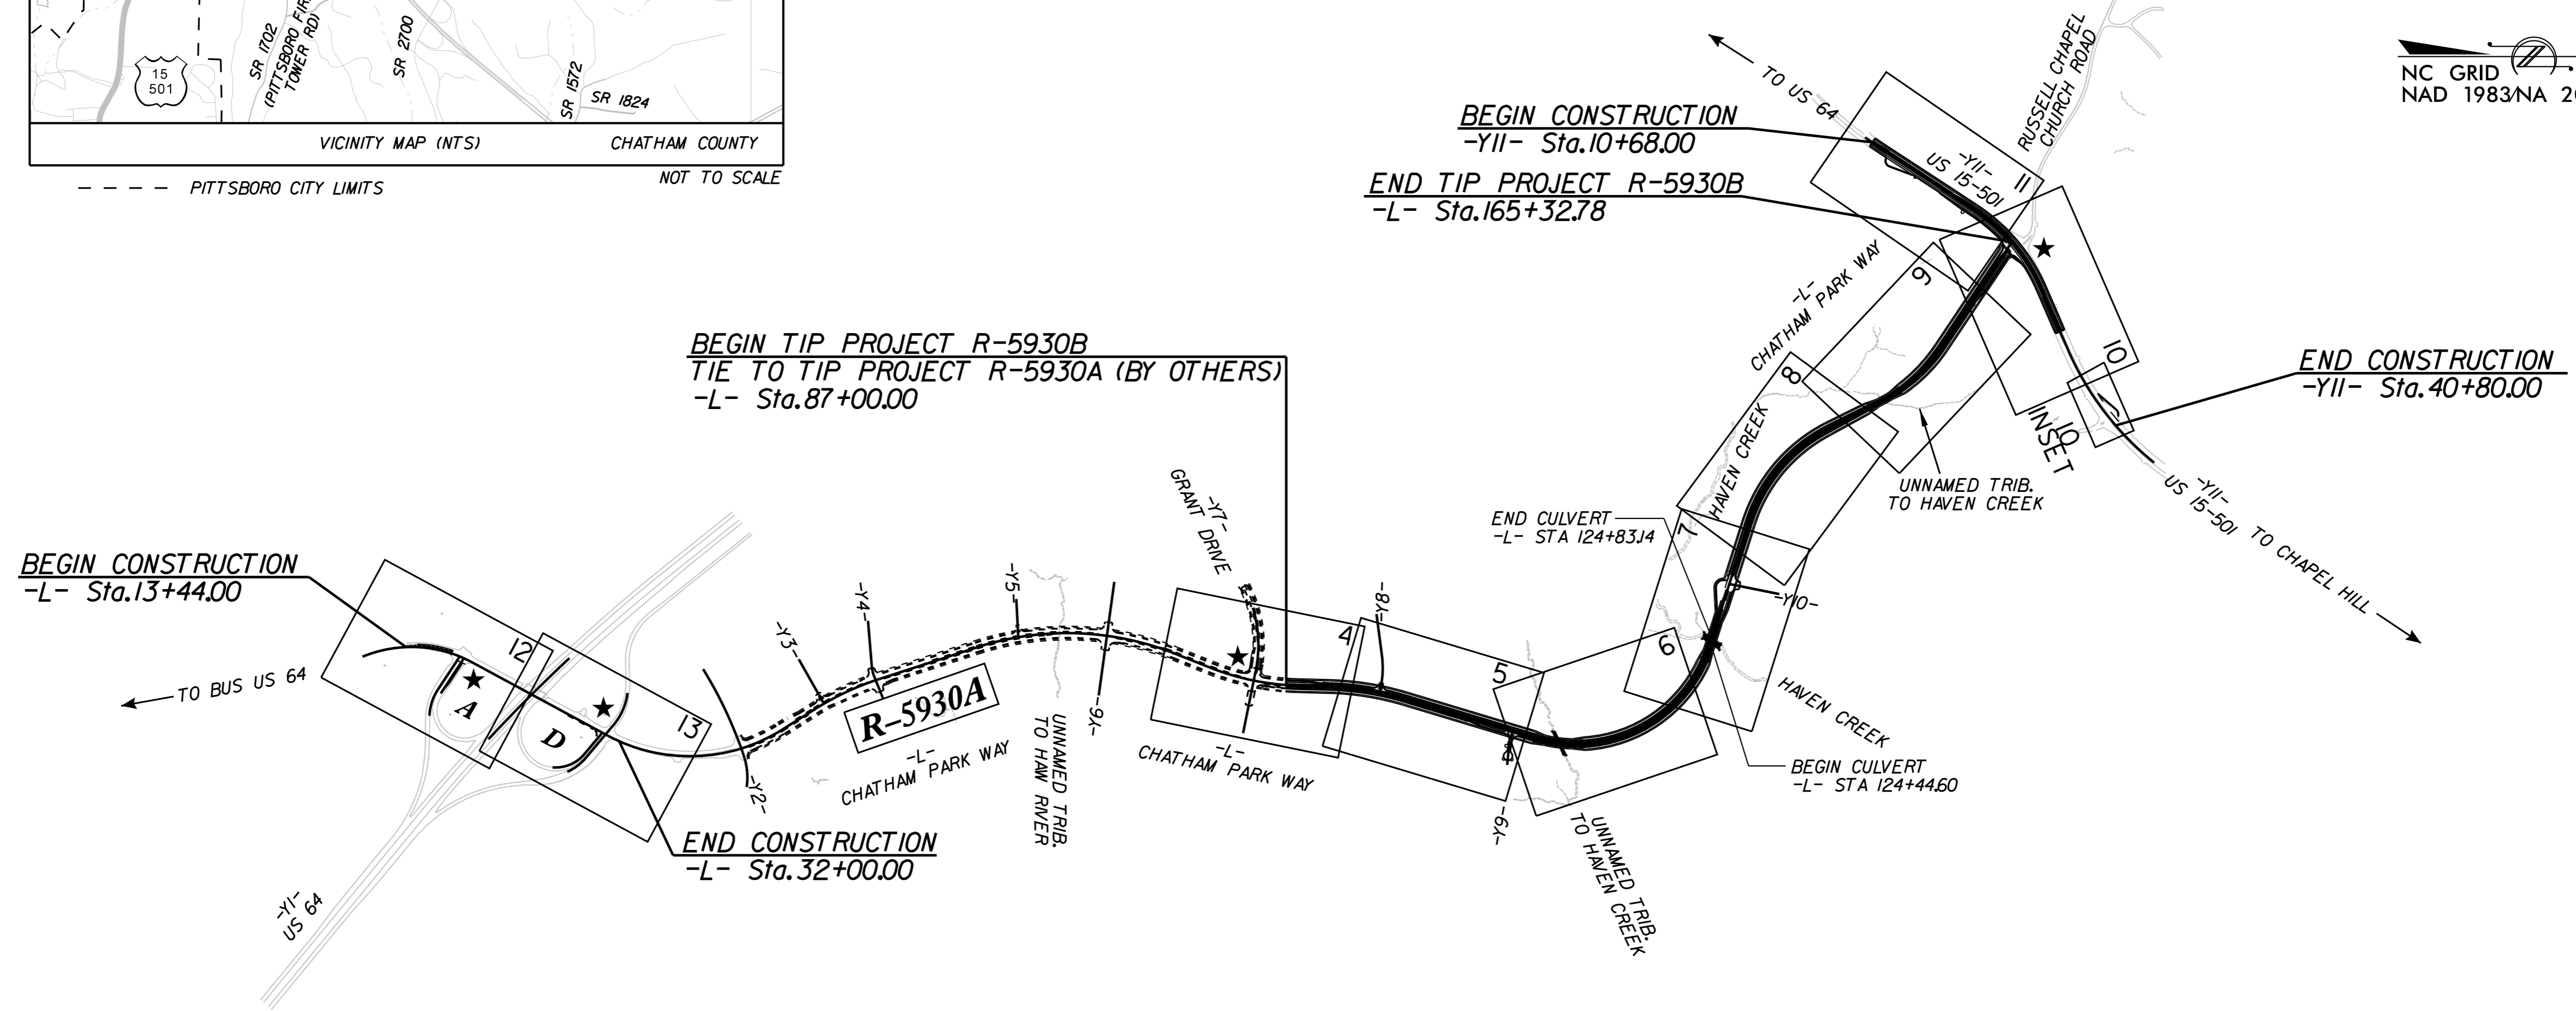 15
501
SR 1702
(PITTSBORO FIRE
TOWER RD)
SR 2700
SR 1572
SR 1824
VICINITY MAP (NTS)
CHATHAM COUNTY
PITTSBORO CITY LIMITS
NOT TO SCALE
NC GRID
NAD 1983/NA 20
RUSSELL CHAPEL
CHURCH ROAD
TO US 64
BEGIN CONSTRUCTION
-Y11- Sta.10+68.00
END TIP PROJECT R-5930B
-L- Sta.165+32.78
-Y11-
US 15-501
11
9
-L-
CHATHAM PARK WAY
10
8
10
INSET
END CONSTRUCTION
-Y11- Sta.40+80.00
BEGIN TIP PROJECT R-5930B
TIE TO TIP PROJECT R-5930A (BY OTHERS)
-L- Sta.87+00.00
HAVEN CREEK
7
UNNAMED TRIB.
TO HAVEN CREEK
-Y11-
US 15-501
TO CHAPEL HILL
END CULVERT
-L- STA 124+83.14
-Y7-
GRANT DRIVE
BEGIN CONSTRUCTION
-L- Sta.13+44.00
12
TO BUS US 64
A
D
13
-Y2-
-Y3-
-Y4-
-Y5-
-Y6-
R-5930A
-L-
CHATHAM PARK WAY
UNNAMED TRIB.
TO HAW RIVER
4
-Y8-
-L-
CHATHAM PARK WAY
5
6
-Y10-
-Y9-
HAVEN CREEK
BEGIN CULVERT
-L- STA 124+44.60
UNNAMED TRIB.
TO HAVEN CREEK
END CONSTRUCTION
-L- Sta.32+00.00
-Y1-
US 64